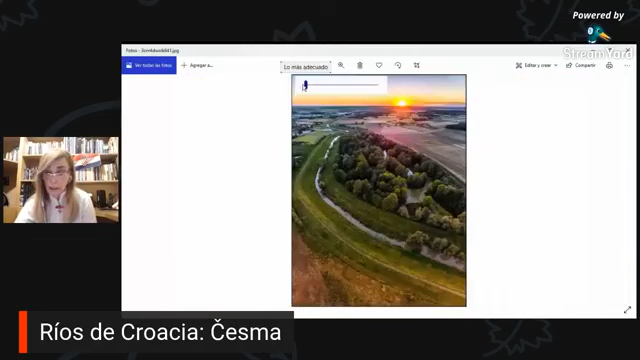 Powered by
StreamYard
Fotos - 3om4duedk841.jpg
Ver todas las fotos
Agregar a...
Lo más adecuado
Editar y crear
Compartir
Ríos de Croacia: Česma